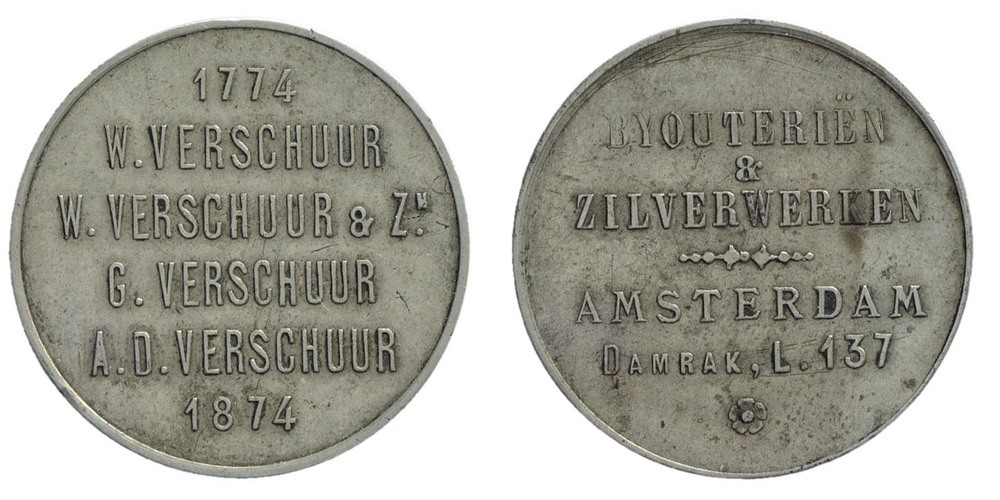 1774
W. VERSCHUUR
W. VERSCHUUR & ZN.
G. VERSCHUUR
A. D. VERSCHUUR
1874
BYOUTERIËN
&
ZILVERWERKEN
AMSTERDAM
DAMRAK, L. 137